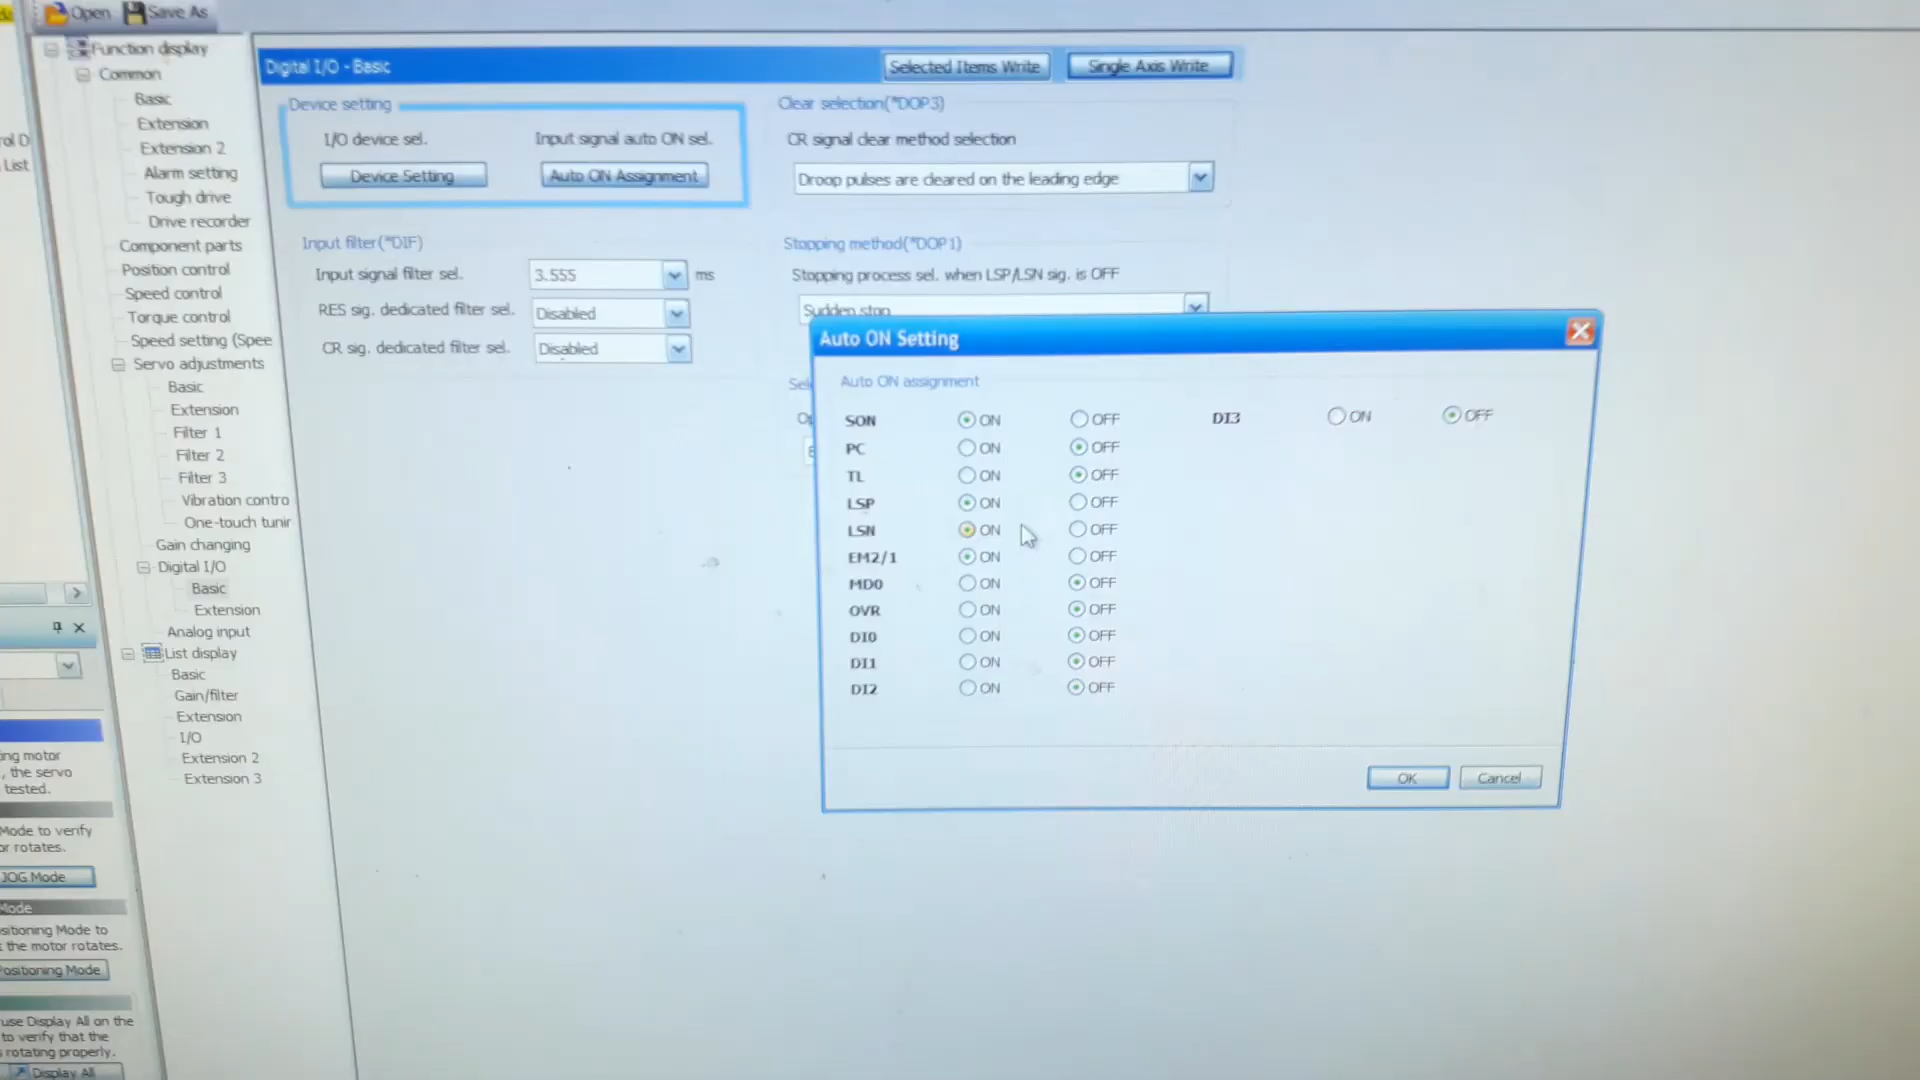 Open Save As
Function display
Common
Basic
Extension
Extension 2
Alarm setting
Tough drive
Drive recorder
Component parts
Position control
Speed control
Torque control
Speed setting (Spee
Servo adjustments
Basic
Extension
Filter 1
Filter 2
Filter 3
Vibration contro
One-touch tunir
Gain changing
Digital I/O
Basic
Extension
Analog input
List display
Basic
Gain/filter
Extension
I/O
Extension 2
Extension 3
rol D
List
ing motor
, the servo
tested.
Mode to verify
or rotates.
JOG Mode
Mode
ositioning Mode to
t the motor rotates.
Positioning Mode
use Display All on the
to verify that the
s rotating properly.
Display All
Digital I/O - Basic
Selected Items Write
Single Axis Write
Device setting
I/O device sel.
Input signal auto ON sel.
Device Setting
Auto ON Assignment
Clear selection(*DOP3)
CR signal clear method selection
Droop pulses are cleared on the leading edge
Input filter(*DIF)
Input signal filter sel.
3.555
ms
RES sig. dedicated filter sel.
Disabled
CR sig. dedicated filter sel.
Disabled
Stopping method(*DOP1)
Stopping process sel. when LSP/LSN sig. is OFF
Sudden stop
Sel
Auto ON Setting
Auto ON assignment
SON ON OFF DI3 ON OFF
PC ON OFF
TL ON OFF
LSP ON OFF
LSN ON OFF
EM2/1 ON OFF
MD0 ON OFF
OVR ON OFF
DI0 ON OFF
DI1 ON OFF
DI2 ON OFF
OK Cancel